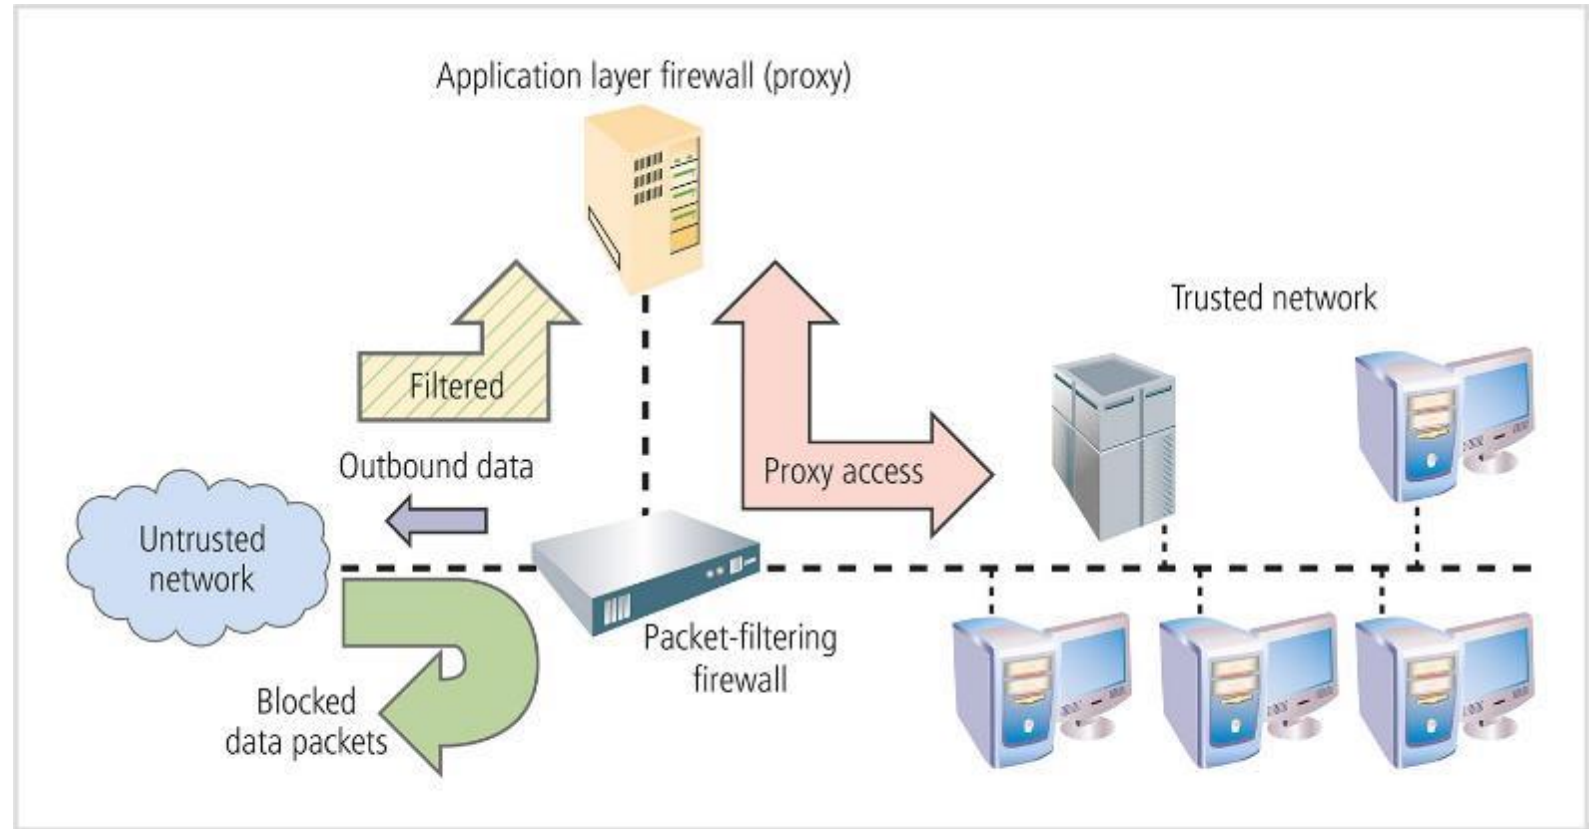 Application layer firewall (proxy)
Trusted network
Filtered
Outbound data
Proxy access
Untrusted
network
Packet-filtering
firewall
Blocked
data packets